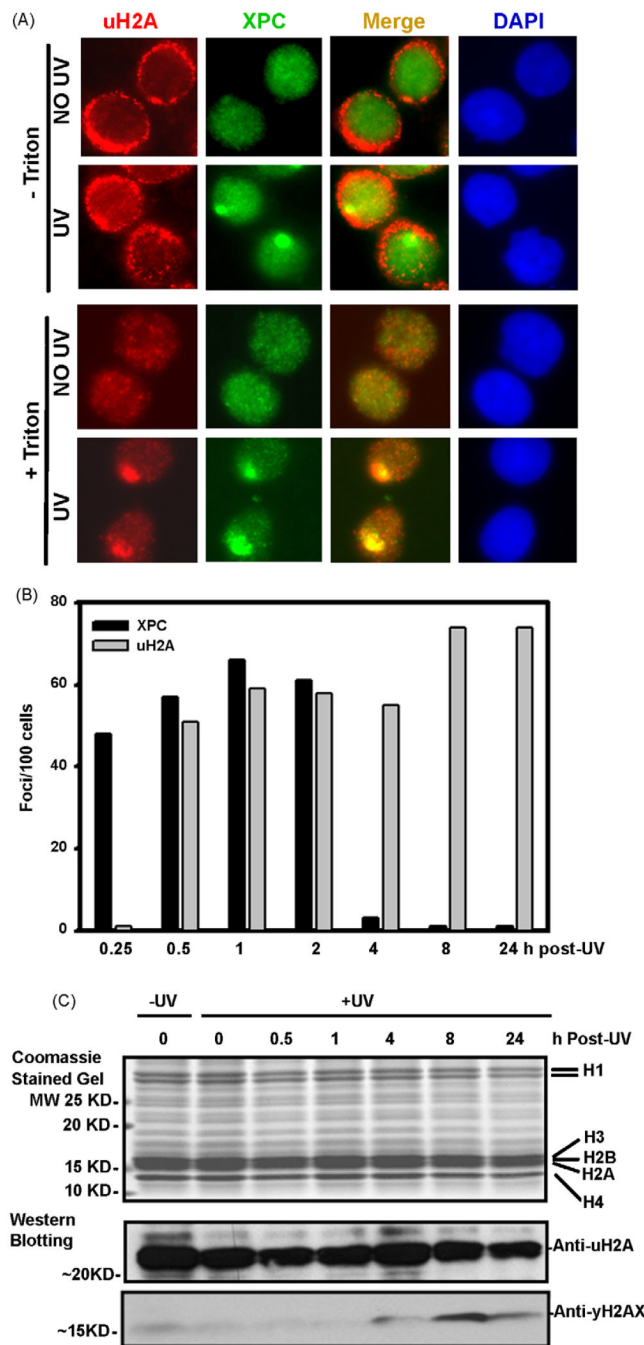 (A)
uH2A XPC Merge DAPI
- Triton
NO UV
UV
+ Triton
NO UV
UV
(B)
80
60
40
20
0
Foci/100 cells
XPC
uH2A
0.25 0.5 1 2 4 8 24 h post-UV
(C)
-UV +UV
0 0 0.5 1 4 8 24 h Post-UV
Coomassie
Stained Gel
MW 25 KD-
20 KD-
15 KD-
10 KD-
H1
H3
H2B
H2A
H4
Western
Blotting
~20KD-
-Anti-uH2A
~15KD-
-Anti-yH2AX